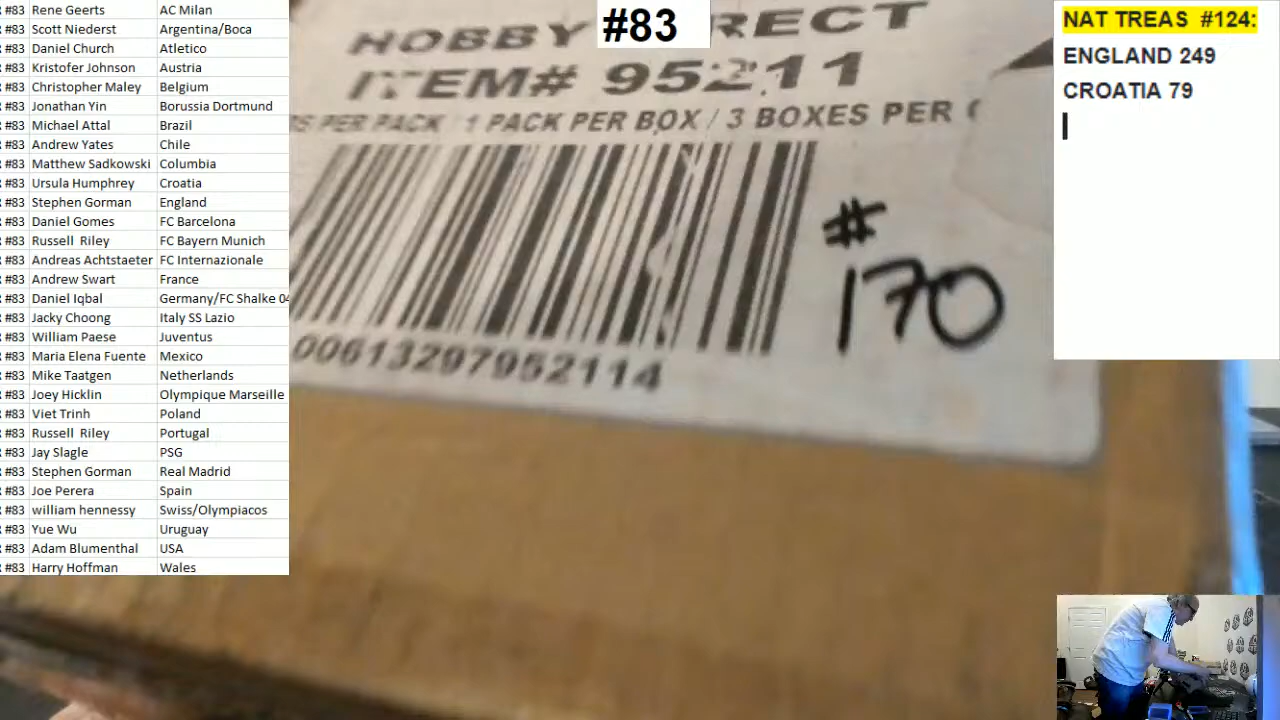 #83 Rene Geerts AC Milan
#83 Scott Niederst Argentina/Boca
#83 Daniel Church Atletico
#83 Kristofer Johnson Austria
#83 Christopher Maley Belgium
#83 Jonathan Yin Borussia Dortmund
#83 Michael Attal Brazil
#83 Andrew Yates Chile
#83 Matthew Sadkowski Columbia
#83 Ursula Humphrey Croatia
#83 Stephen Gorman England
#83 Daniel Gomes FC Barcelona
#83 Russell Riley FC Bayern Munich
#83 Andreas Achtstaeter FC Internazionale
#83 Andrew Swart France
#83 Daniel Iqbal Germany/FC Shalke 04
#83 Jacky Choong Italy SS Lazio
#83 William Paese Juventus
#83 Maria Elena Fuente Mexico
#83 Mike Taatgen Netherlands
#83 Joey Hicklin Olympique Marseille
#83 Viet Trinh Poland
#83 Russell Riley Portugal
#83 Jay Slagle PSG
#83 Stephen Gorman Real Madrid
#83 Joe Perera Spain
#83 william hennessy Swiss/Olympiacos
#83 Yue Wu Uruguay
#83 Adam Blumenthal USA
#83 Harry Hoffman Wales
#83
HOBBY RECT
ITEM# 95211
PER PACK 1 PACK PER BOX / 3 BOXES PER
00613297952114
#
170
NAT TREAS #124:
ENGLAND 249
CROATIA 79